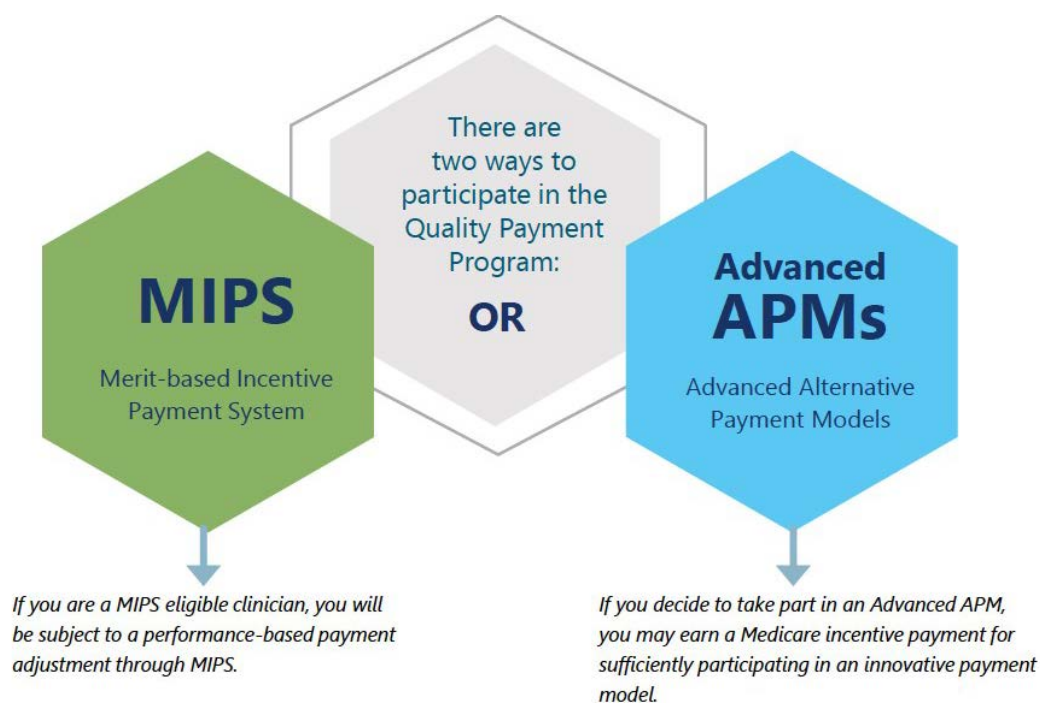 There are
two ways to
participate in the
Quality Payment
Program:
OR
MIPS
Merit-based Incentive
Payment System
Advanced
APMs
Advanced Alternative
Payment Models
If you are a MIPS eligible clinician, you will
be subject to a performance-based payment
adjustment through MIPS.
If you decide to take part in an Advanced APM,
you may earn a Medicare incentive payment for
sufficiently participating in an innovative payment
model.